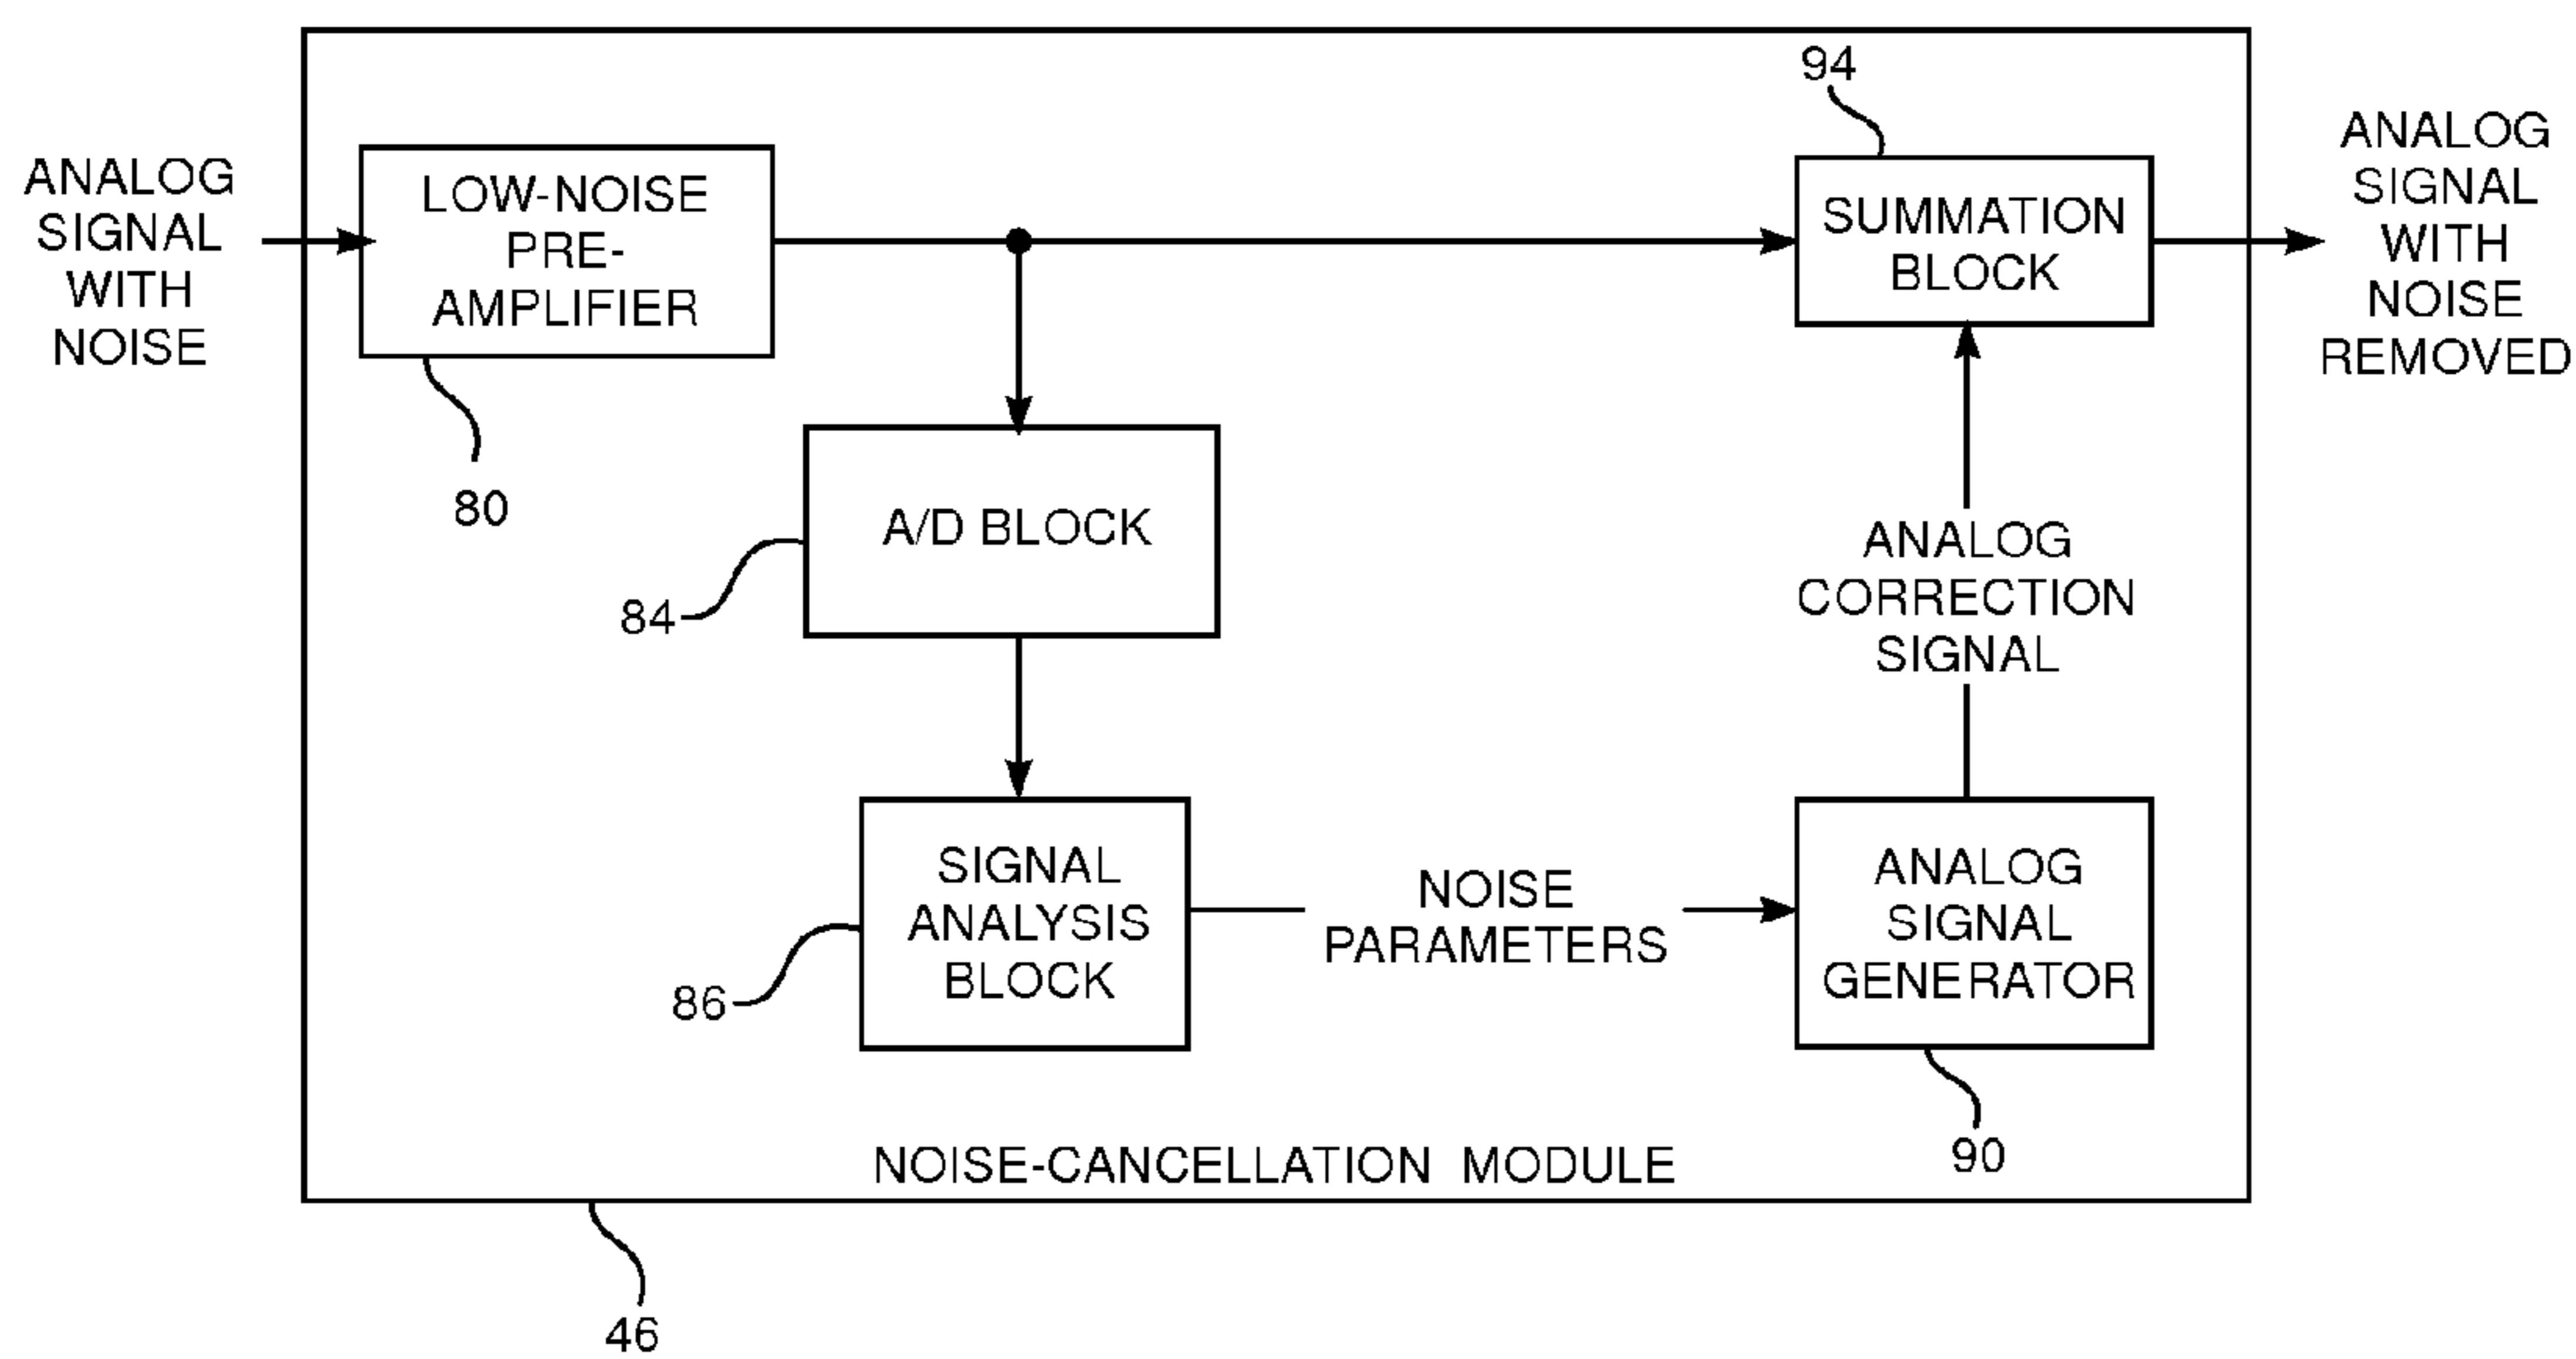 94
ANALOG
SIGNAL
WITH
NOISE
LOW-NOISE
PRE-
AMPLIFIER
SUMMATION
BLOCK
ANALOG
SIGNAL
WITH
NOISE
REMOVED
80
A/D BLOCK
84
ANALOG
CORRECTION
SIGNAL
SIGNAL
ANALYSIS
BLOCK
86
NOISE
PARAMETERS
ANALOG
SIGNAL
GENERATOR
90
NOISE-CANCELLATION MODULE
46